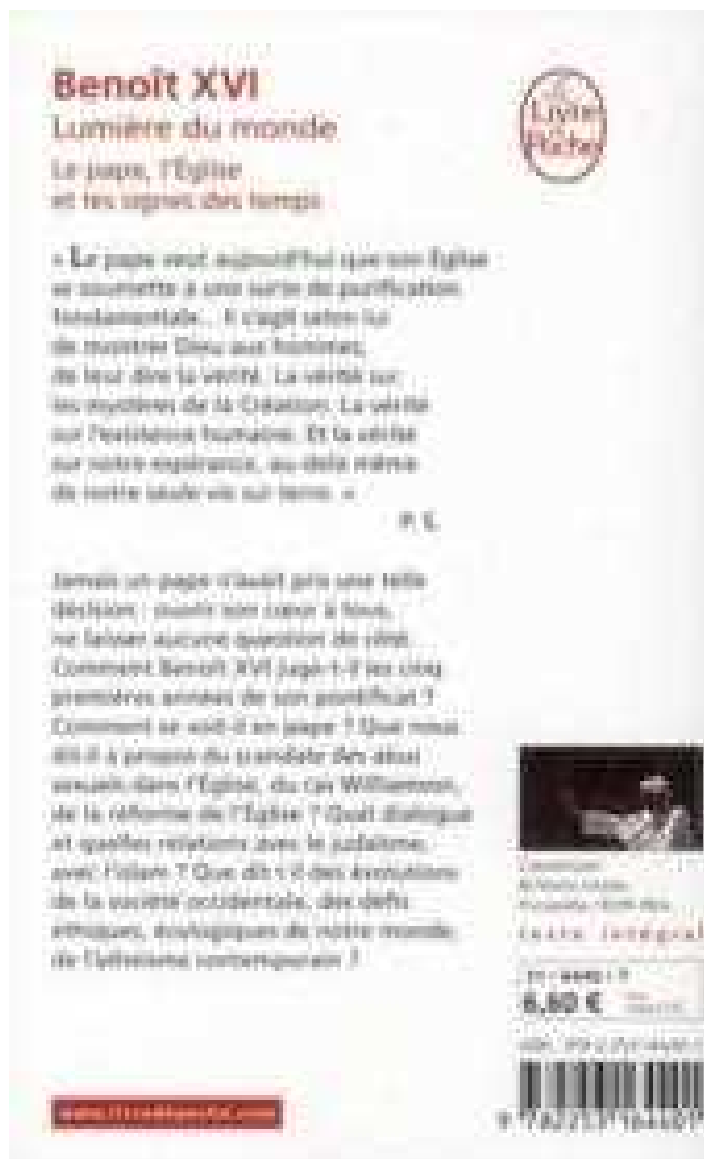 Benoît XVI
Lumière du monde
Le pape, l'Église
et les signes des temps
Le
Livre
de
Poche
« Le pape veut aujourd'hui que son Église
se soumette à une sorte de purification
fondamentale... Il s'agit selon lui
de montrer Dieu aux hommes,
de leur dire la vérité. La vérité sur
les mystères de la Création. La vérité
sur l'existence humaine. Et la vérité
sur notre espérance, au-delà même
de notre seule vie sur terre. »
P. S.
Jamais un pape n'avait pris une telle
décision : ouvrir son cœur à tous,
ne laisser aucune question de côté.
Comment Benoît XVI juge-t-il les cinq
premières années de son pontificat ?
Comment se voit-il en pape ? Que nous
dit-il à propos du scandale des abus
sexuels dans l'Église, du cas Williamson,
de la réforme de l'Église ? Quel dialogue
et quelles relations avec le judaïsme,
avec l'islam ? Que dit-il des évolutions
de la société occidentale, des défis
éthiques, écologiques de notre monde,
de l'athéisme contemporain ?
Couverture :
texte intégral
6,60 €
www.livredepoche.com